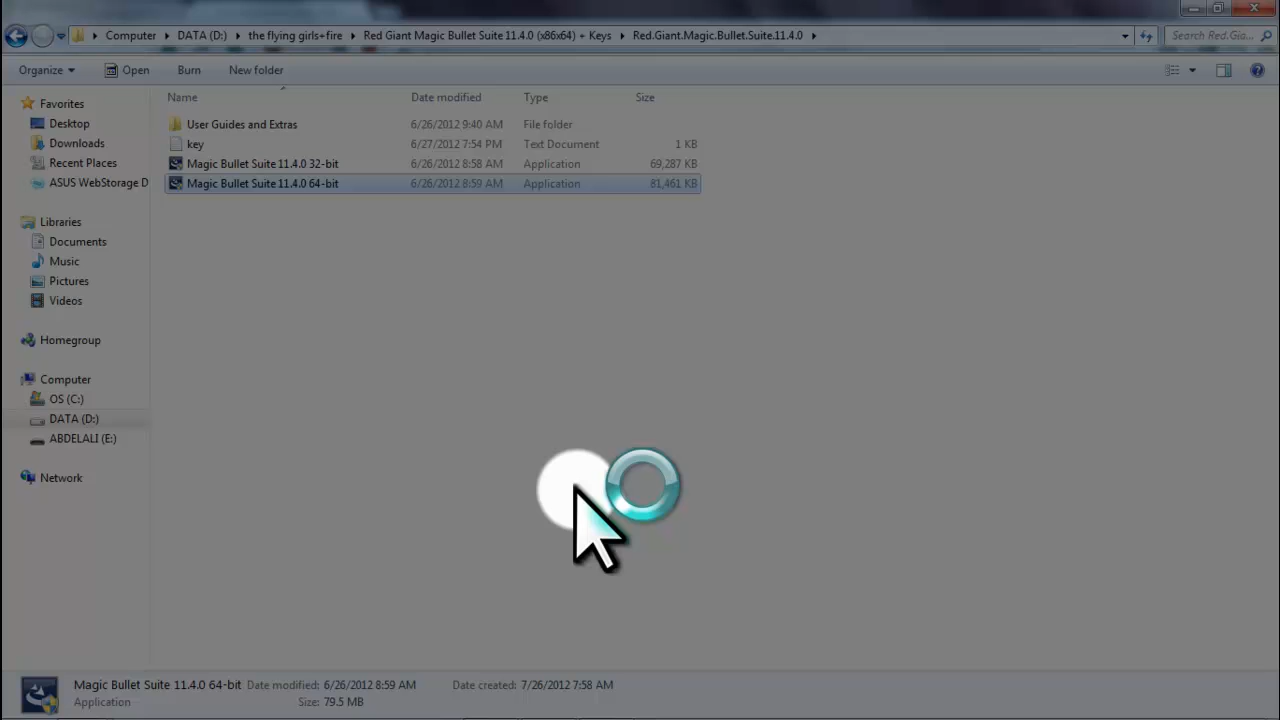 Computer DATA (D:) the flying girls+fire Red Giant Magic Bullet Suite 11.4.0 (x86x64) + Keys Red.Giant.Magic.Bullet.Suite.11.4.0 Search Red.Gia...
Organize Open Burn New folder
Name Date modified Type Size
Favorites
Desktop
Downloads
Recent Places
ASUS WebStorage D
Libraries
Documents
Music
Pictures
Videos
Homegroup
Computer
OS (C:)
DATA (D:)
ABDELALI (E:)
Network
User Guides and Extras 6/26/2012 9:40 AM File folder
key 6/27/2012 7:54 PM Text Document 1 KB
Magic Bullet Suite 11.4.0 32-bit 6/26/2012 8:58 AM Application 69,287 KB
Magic Bullet Suite 11.4.0 64-bit 6/26/2012 8:59 AM Application 81,461 KB
Magic Bullet Suite 11.4.0 64-bit Date modified: 6/26/2012 8:59 AM Date created: 7/26/2012 7:58 AM
Application Size: 79.5 MB